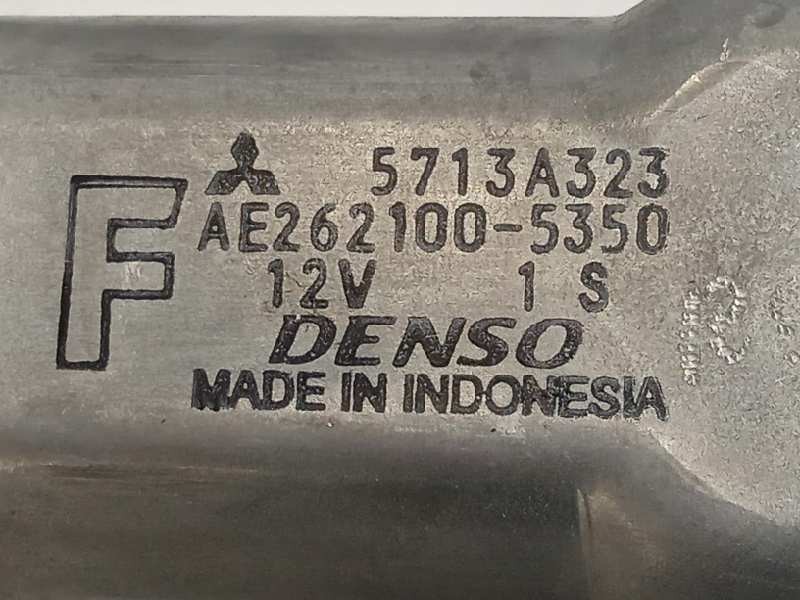 5713A323
F
AE262100-5350
12V 1 S
DENSO
MADE IN INDONESIA